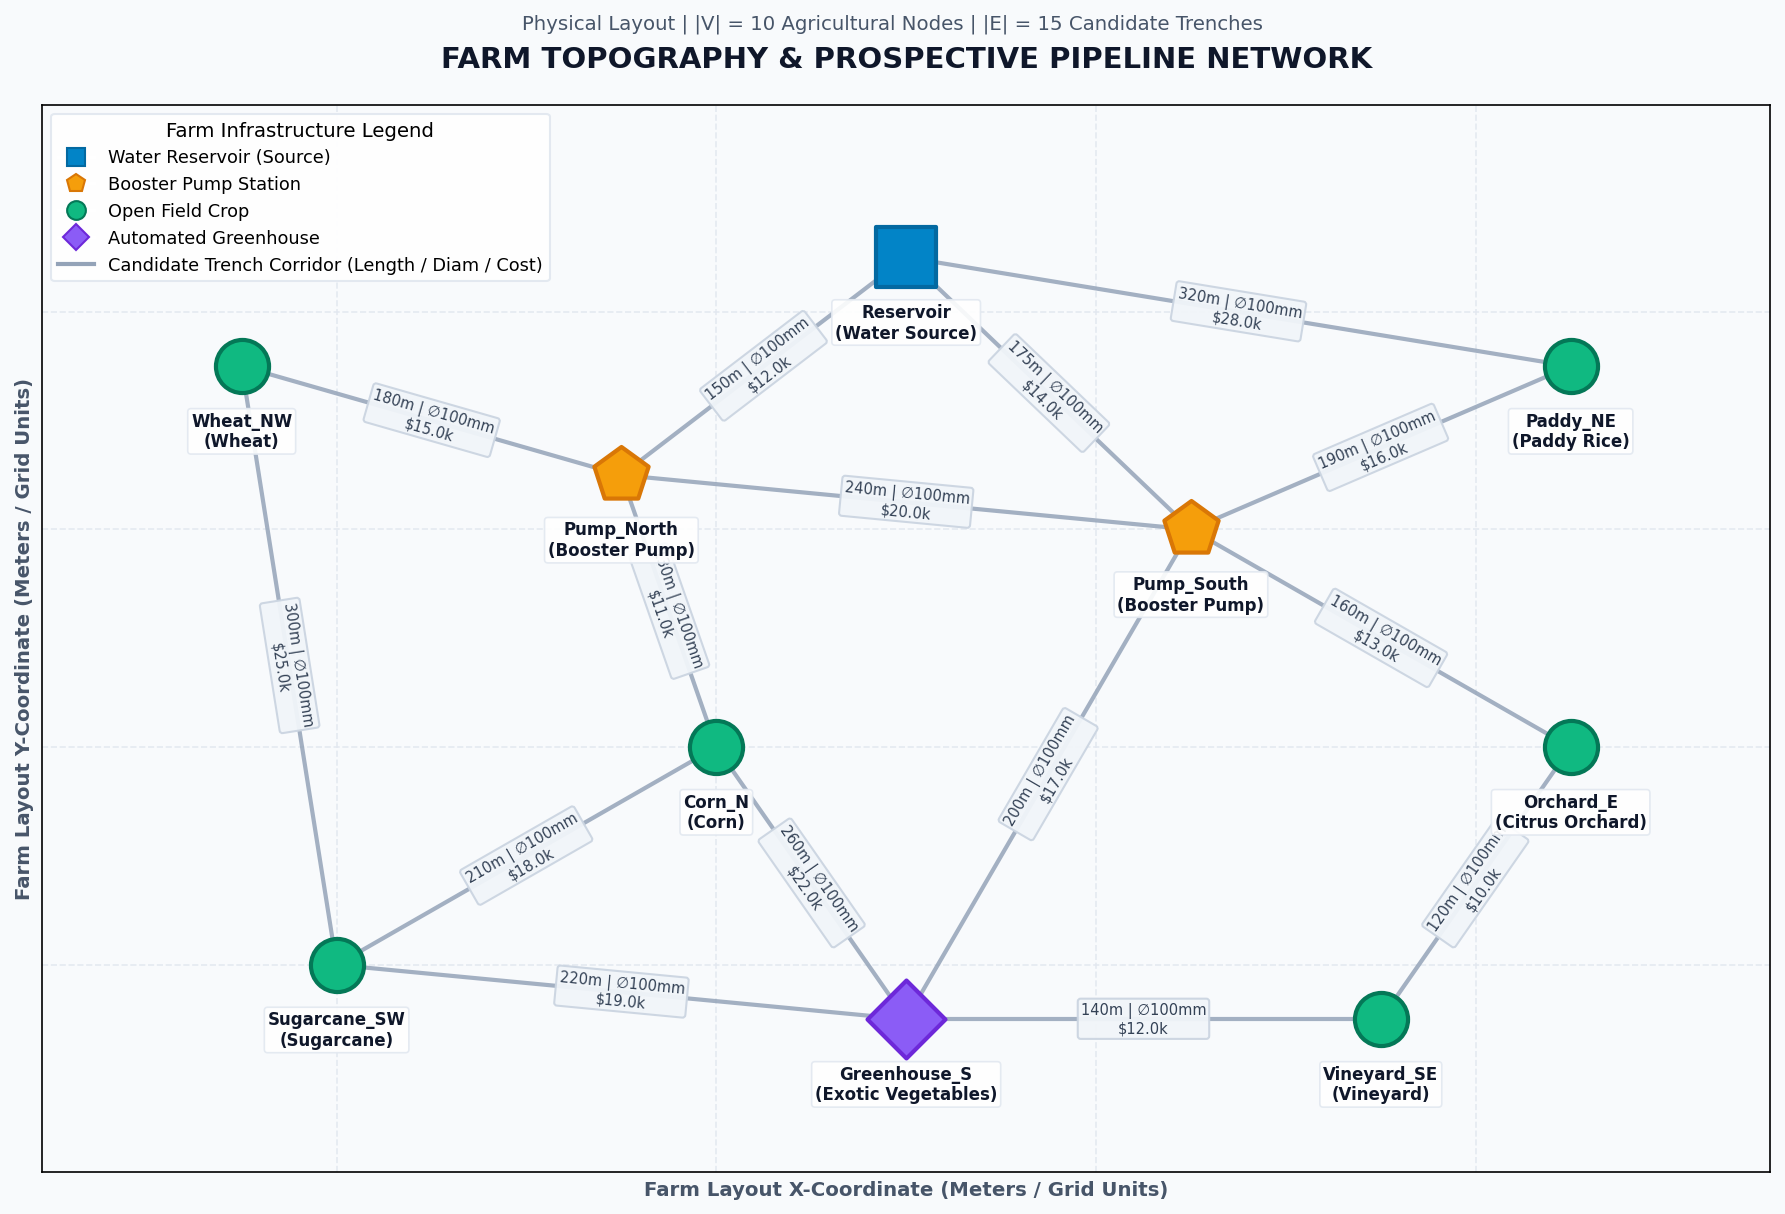 Physical Layout | |V| = 10 Agricultural Nodes | |E| = 15 Candidate Trenches
FARM TOPOGRAPHY & PROSPECTIVE PIPELINE NETWORK
Farm Infrastructure Legend
Water Reservoir (Source)
Booster Pump Station
Open Field Crop
Automated Greenhouse
Candidate Trench Corridor (Length / Diam / Cost)
Reservoir
(Water Source)
320m | ∅100mm
$28.0k
150m | ∅100mm
$12.0k
175m | ∅100mm
$14.0k
Wheat_NW
(Wheat)
180m | ∅100mm
$15.0k
Paddy_NE
(Paddy Rice)
190m | ∅100mm
$16.0k
240m | ∅100mm
$20.0k
Pump_North
(Booster Pump)
Pump_South
(Booster Pump)
∅100mm
$11.0k
160m | ∅100mm
$13.0k
300m | ∅100mm
$25.0k
200m | ∅100mm
$17.0k
Corn_N
(Corn)
Orchard_E
(Citrus Orchard)
210m | ∅100mm
$18.0k
260m | ∅100mm
$22.0k
120m | ∅100mm
$10.0k
220m | ∅100mm
$19.0k
140m | ∅100mm
$12.0k
Sugarcane_SW
(Sugarcane)
Greenhouse_S
(Exotic Vegetables)
Vineyard_SE
(Vineyard)
Farm Layout X-Coordinate (Meters / Grid Units)
Farm Layout Y-Coordinate (Meters / Grid Units)